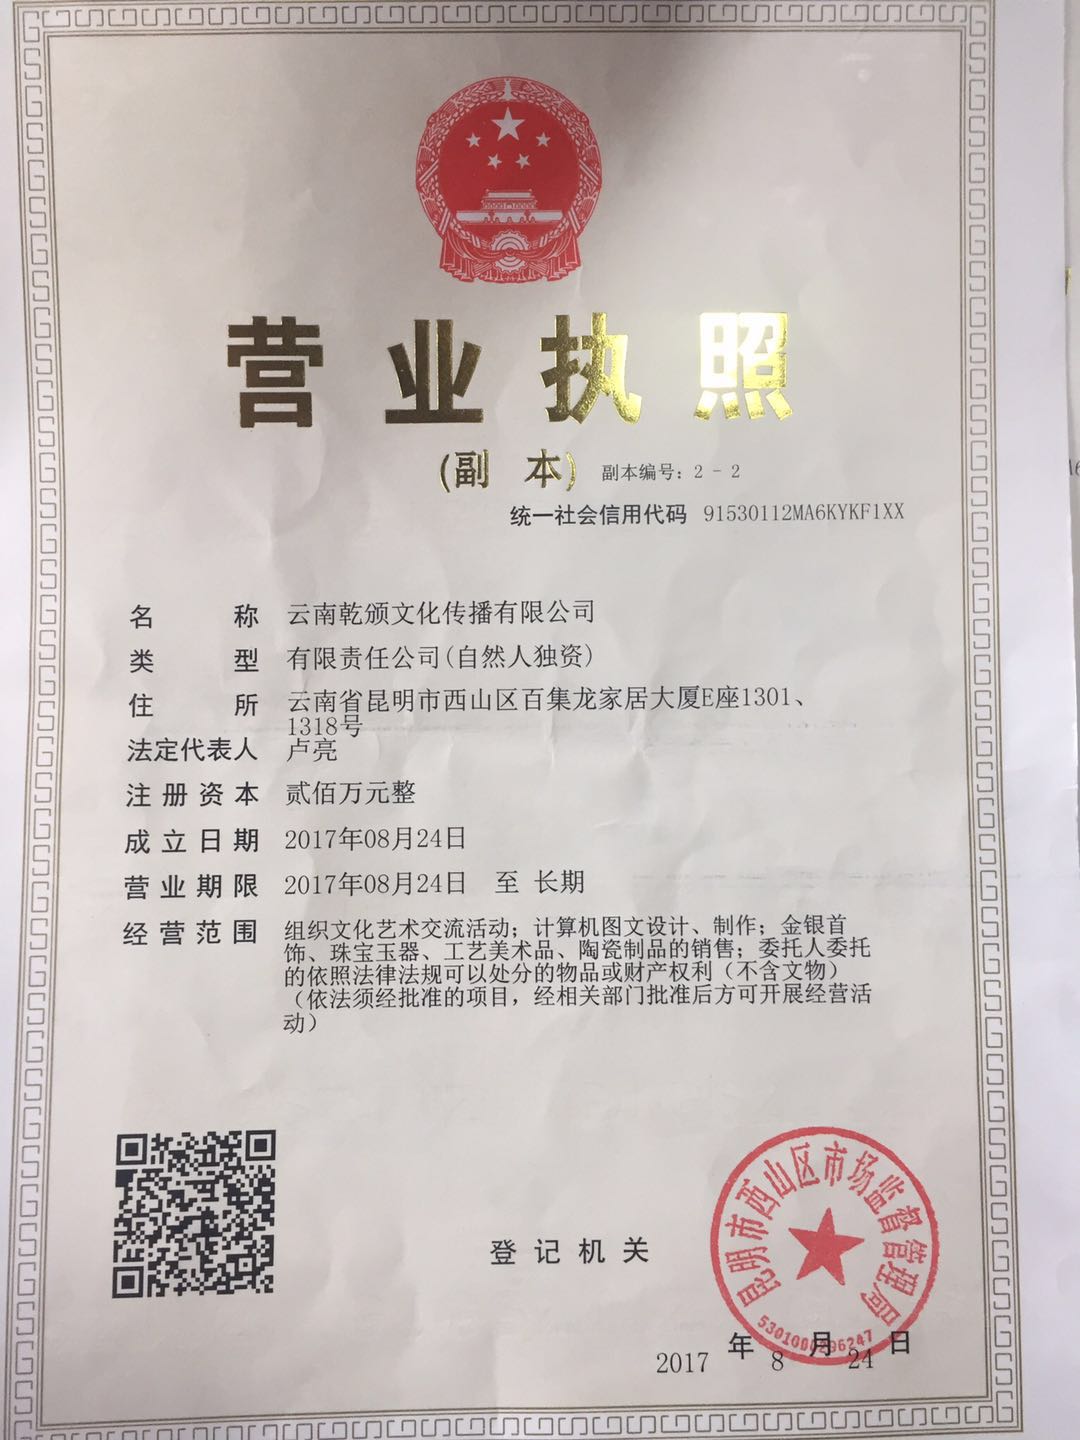 营业执照
(副 本) 副本编号：2－2
统一社会信用代码 91530112MA6KYKF1XX
名 称 云南乾颁文化传播有限公司
类 型 有限责任公司(自然人独资)
住 所 云南省昆明市西山区百集龙家居大厦E座1301、
1318号
法定代表人 卢亮
注册资本 贰佰万元整
成立日期 2017年08月24日
营业期限 2017年08月24日 至 长期
经营范围 组织文化艺术交流活动；计算机图文设计、制作；金银首
饰、珠宝玉器、工艺美术品、陶瓷制品的销售；委托人委托
的依照法律法规可以处分的物品或财产权利（不含文物）
（依法须经批准的项目，经相关部门批准后方可开展经营活
动）
登记机关
昆明市西山区市场监督管理局
2017 年 8 月 24 日